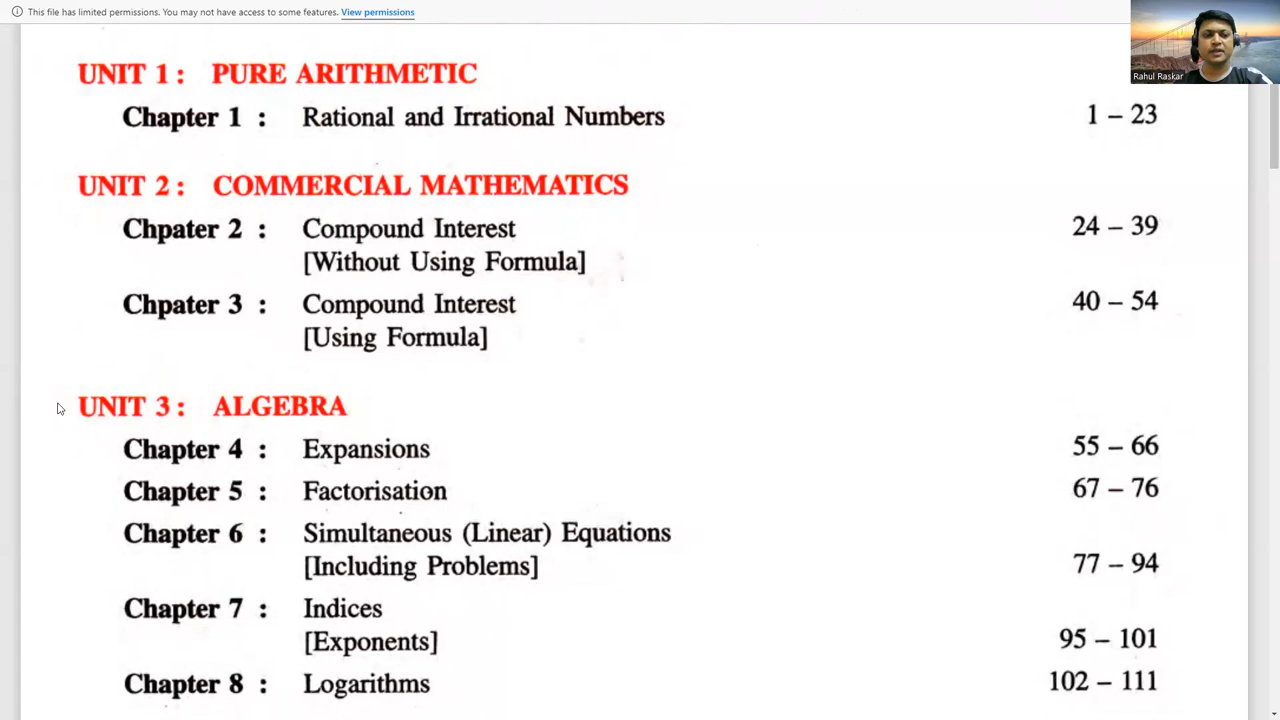 This file has limited permissions. You may not have access to some features. View permissions
Rahul Raskar
UNIT 1 : PURE ARITHMETIC
Chapter 1 : Rational and Irrational Numbers 1 – 23
UNIT 2 : COMMERCIAL MATHEMATICS
Chpater 2 : Compound Interest 24 – 39
[Without Using Formula]
Chpater 3 : Compound Interest 40 – 54
[Using Formula]
UNIT 3 : ALGEBRA
Chapter 4 : Expansions 55 – 66
Chapter 5 : Factorisation 67 – 76
Chapter 6 : Simultaneous (Linear) Equations
[Including Problems] 77 – 94
Chapter 7 : Indices
[Exponents] 95 – 101
Chapter 8 : Logarithms 102 – 111